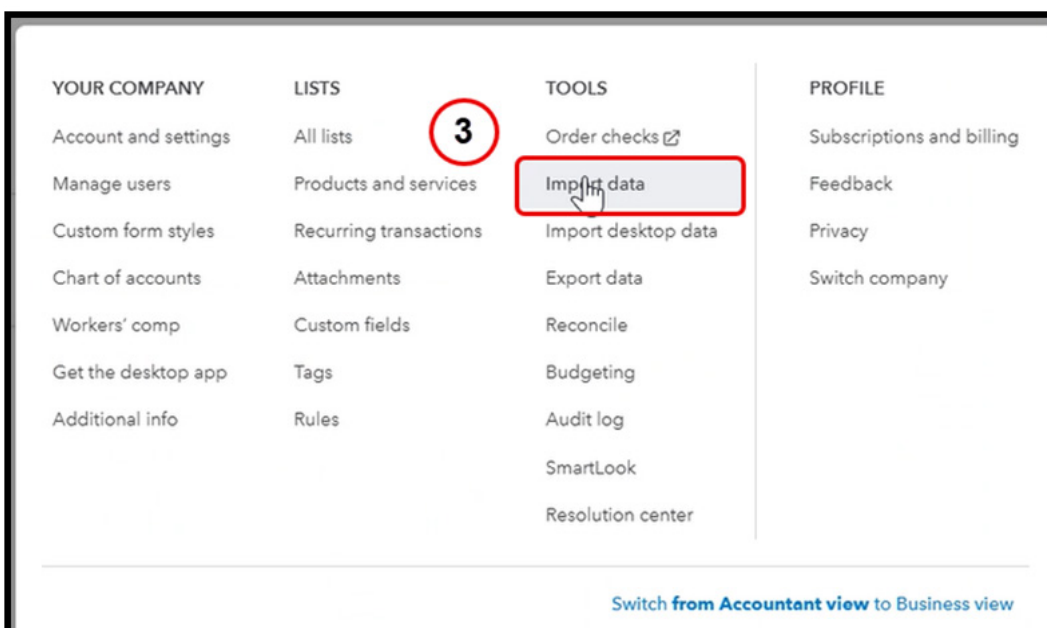 YOUR COMPANY
Account and settings
Manage users
Custom form styles
Chart of accounts
Workers' comp
Get the desktop app
Additional info
LISTS
All lists
Products and services
Recurring transactions
Attachments
Custom fields
Tags
Rules
3
TOOLS
Order checks
Import data
Import desktop data
Export data
Reconcile
Budgeting
Audit log
SmartLook
Resolution center
PROFILE
Subscriptions and billing
Feedback
Privacy
Switch company
Switch from Accountant view to Business view